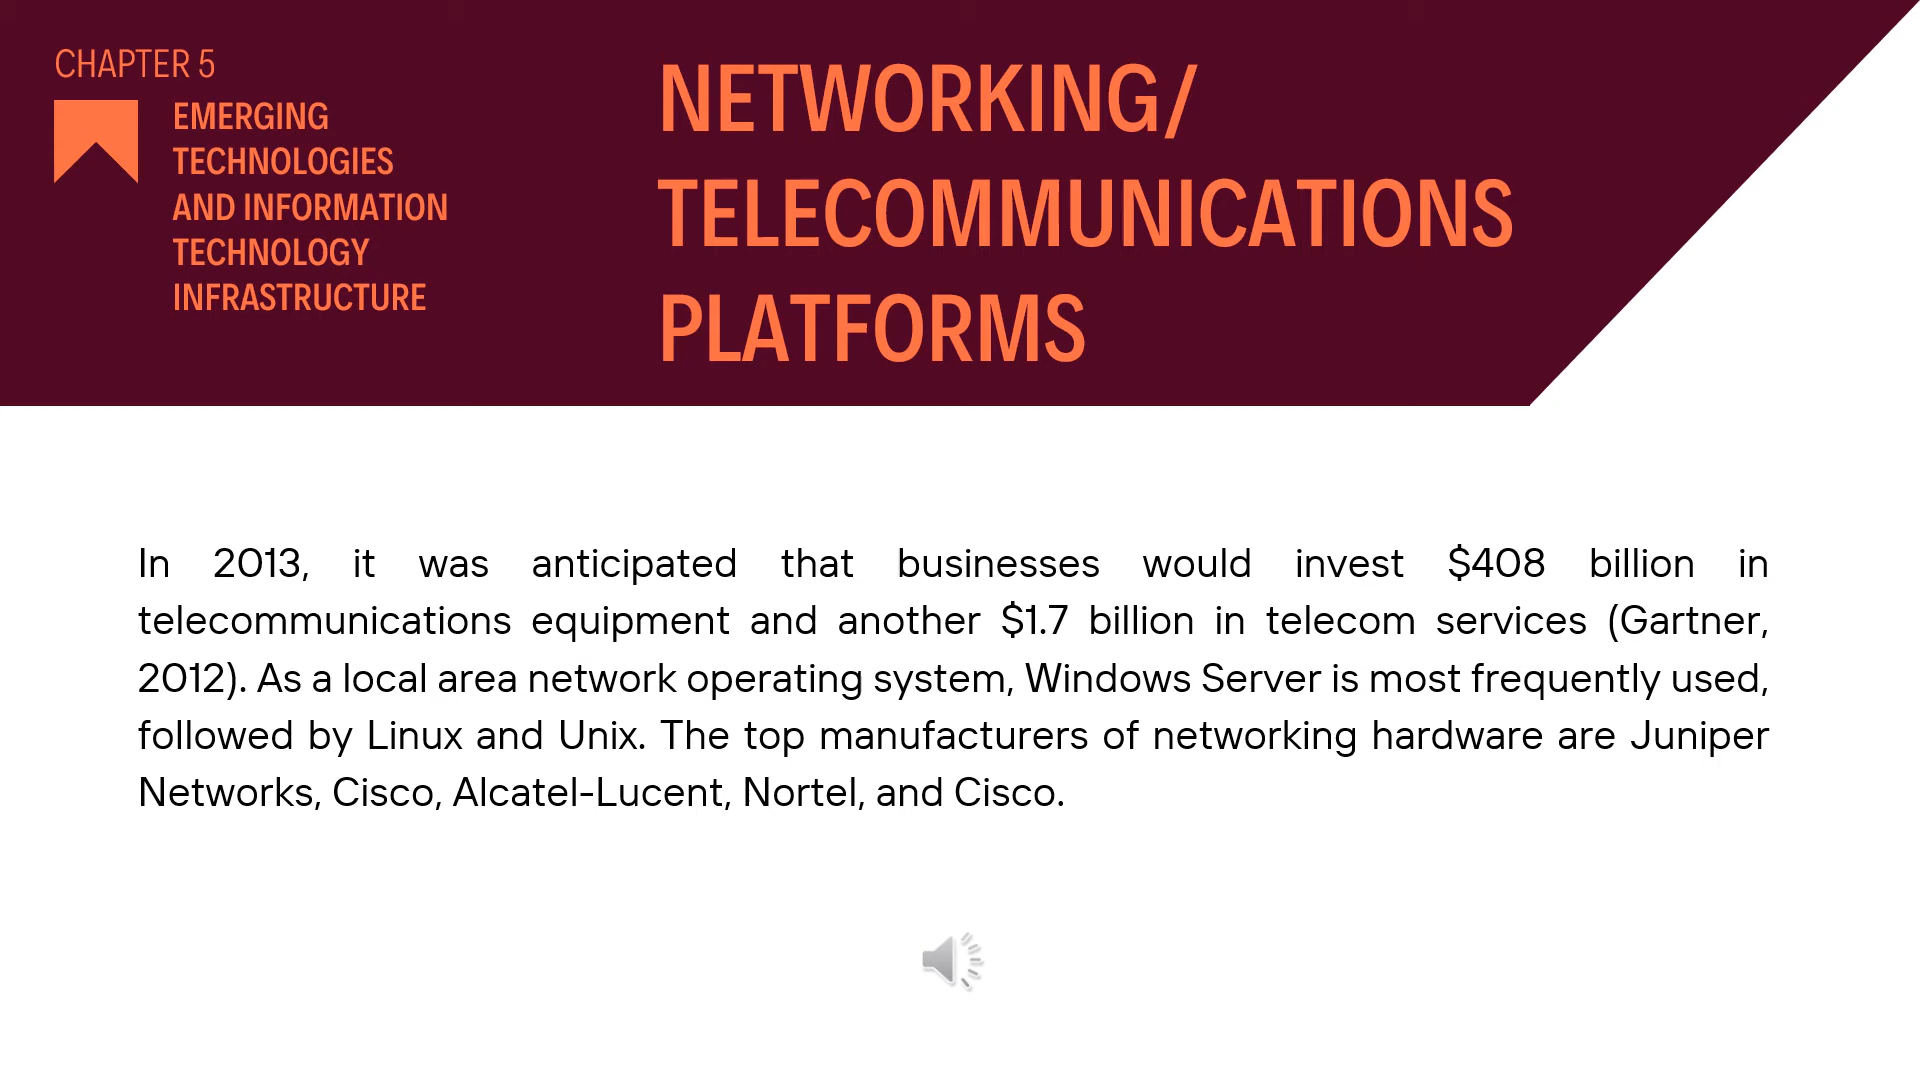 CHAPTER 5
EMERGING
TECHNOLOGIES
AND INFORMATION
TECHNOLOGY
INFRASTRUCTURE
NETWORKING/
TELECOMMUNICATIONS
PLATFORMS
In 2013, it was anticipated that businesses would invest $408 billion in
telecommunications equipment and another $1.7 billion in telecom services (Gartner,
2012). As a local area network operating system, Windows Server is most frequently used,
followed by Linux and Unix. The top manufacturers of networking hardware are Juniper
Networks, Cisco, Alcatel-Lucent, Nortel, and Cisco.